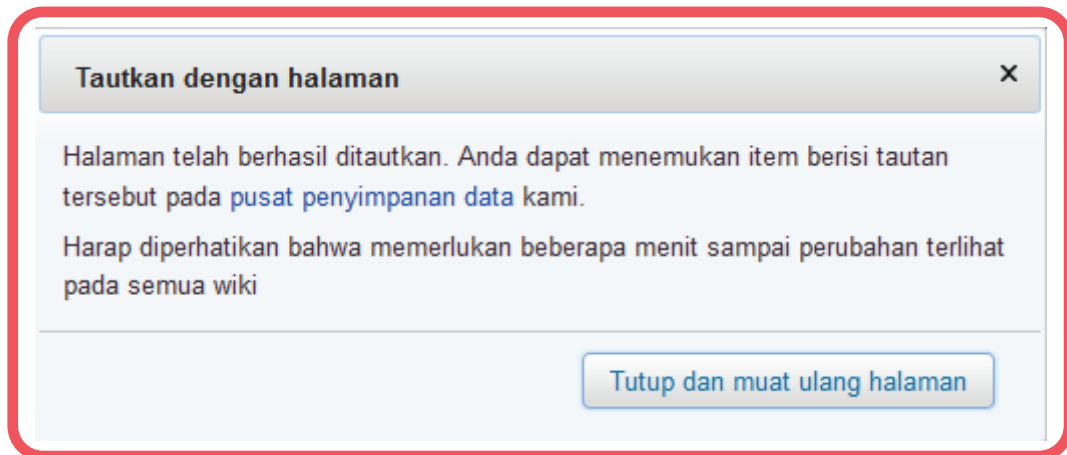 Tautkan dengan halaman ×
Halaman telah berhasil ditautkan. Anda dapat menemukan item berisi tautan
tersebut pada pusat penyimpanan data kami.
Harap diperhatikan bahwa memerlukan beberapa menit sampai perubahan terlihat
pada semua wiki
Tutup dan muat ulang halaman